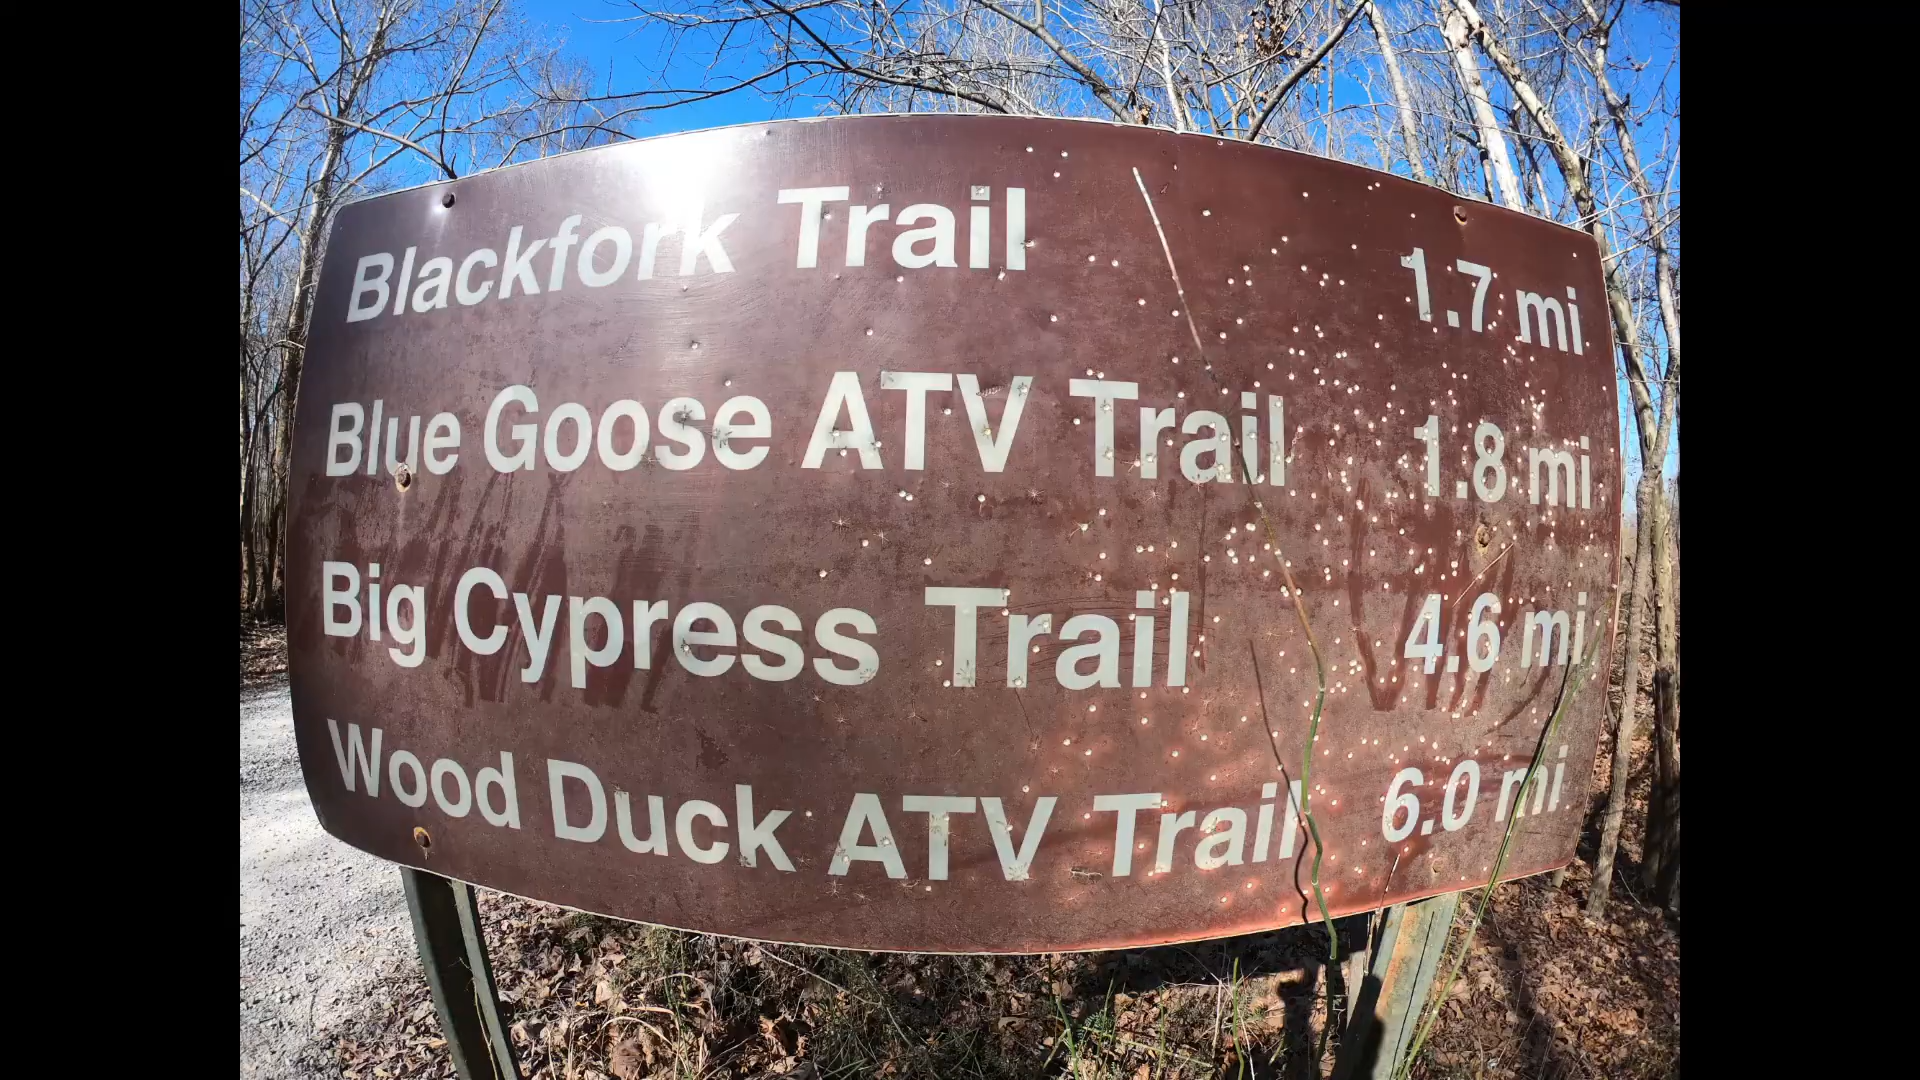 Blackfork Trail 1.7 mi
Blue Goose ATV Trail 1.8 mi
Big Cypress Trail 4.6 mi
Wood Duck ATV Trail 6.0 mi